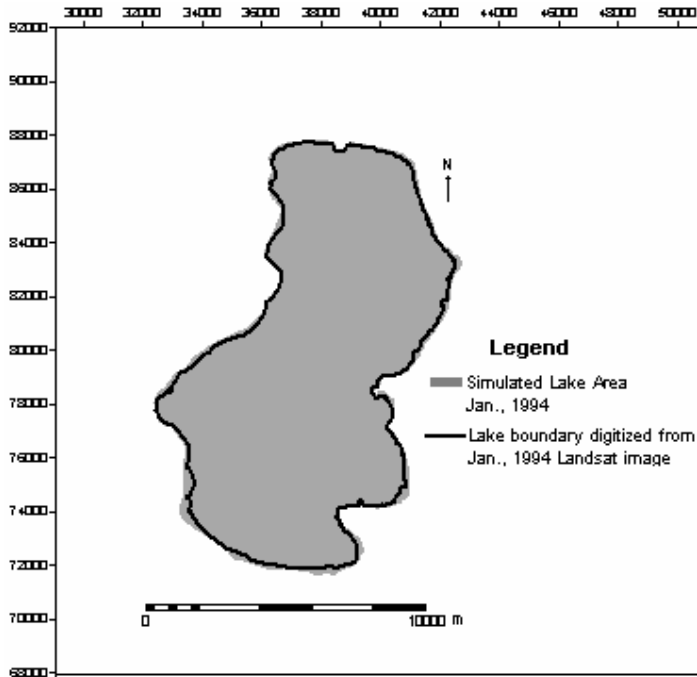 30000 32000 34000 36000 38000 40000 42000 44000 46000 48000 50000
92000
90000
88000
86000
84000
82000
80000
78000
76000
74000
72000
70000
68000
N
Legend
Simulated Lake Area
Jan., 1994
Lake boundary digitized from
Jan., 1994 Landsat image
0 10000 m